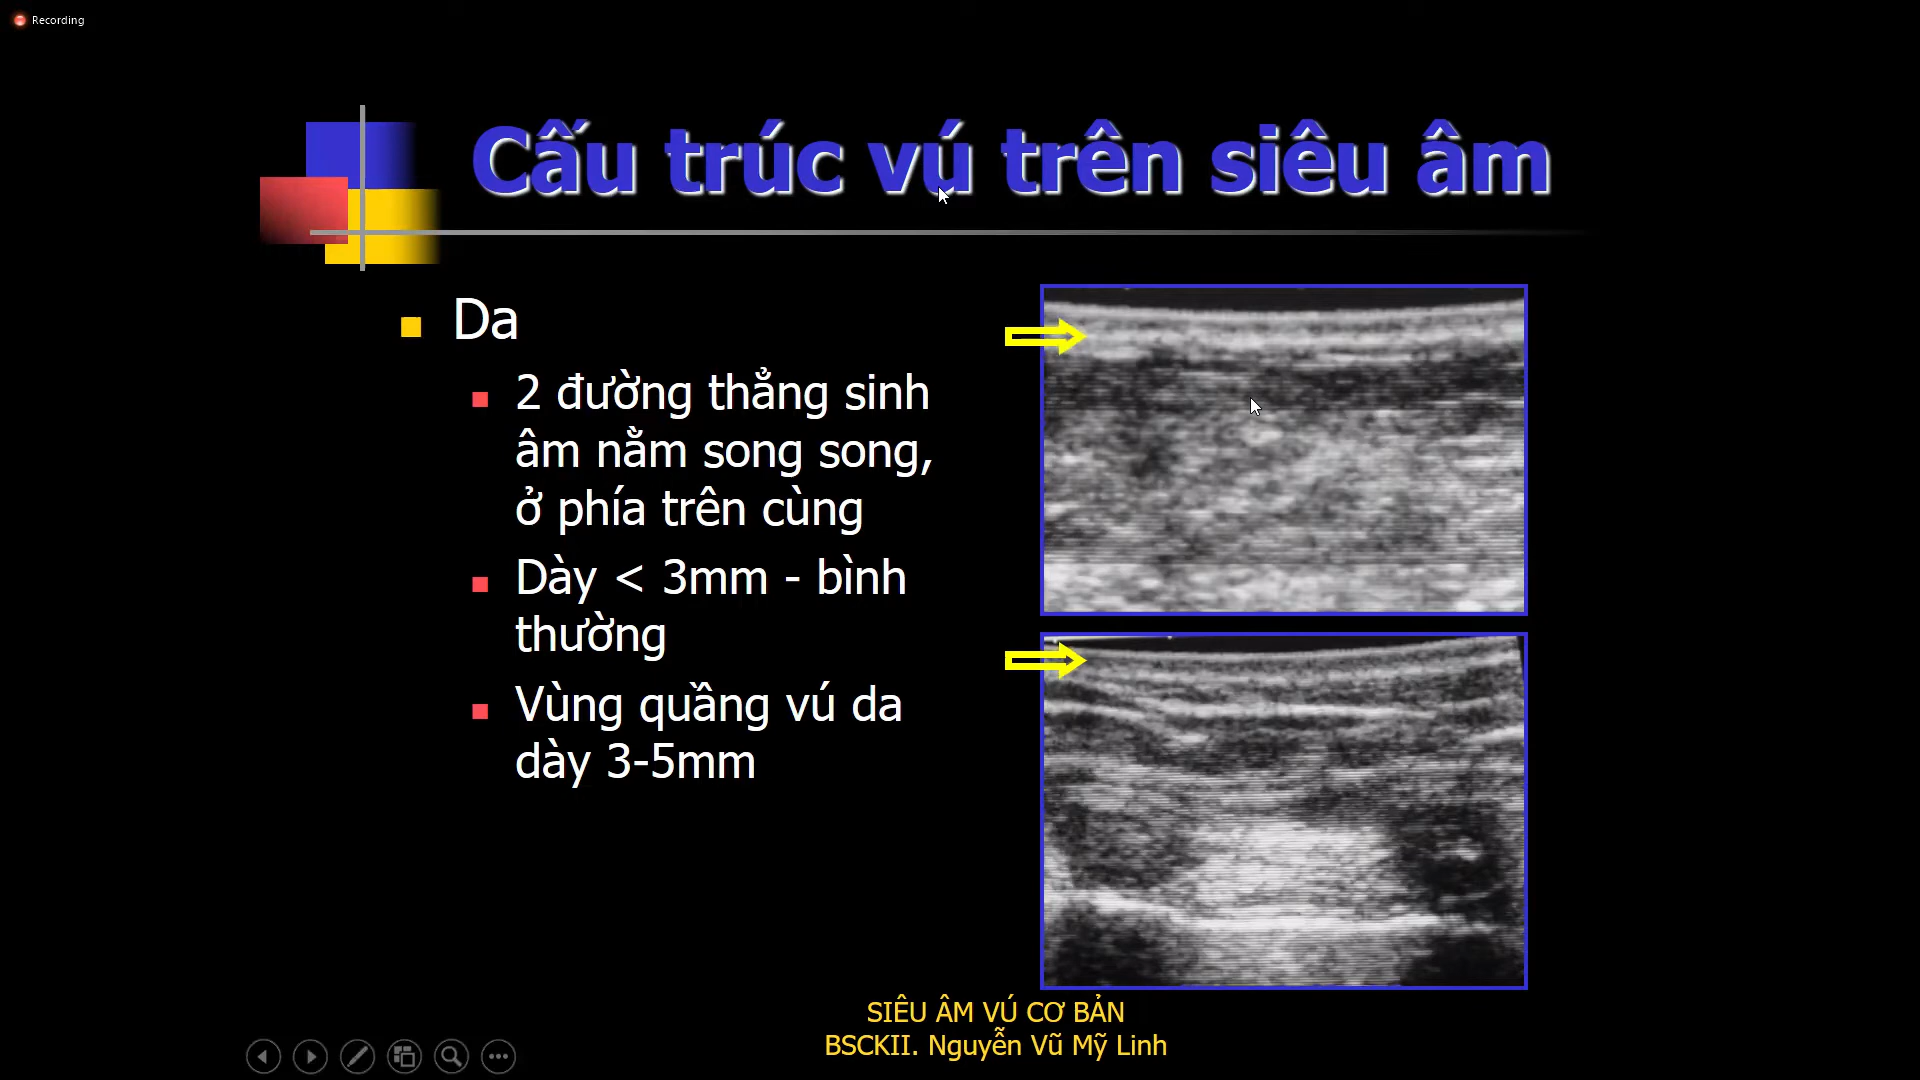 Recording
Cấu trúc vú trên siêu âm
Da
2 đường thẳng sinh
âm nằm song song,
ở phía trên cùng
Dày < 3mm - bình
thường
Vùng quầng vú da
dày 3-5mm
SIÊU ÂM VÚ CƠ BẢN
BSCKII. Nguyễn Vũ Mỹ Linh